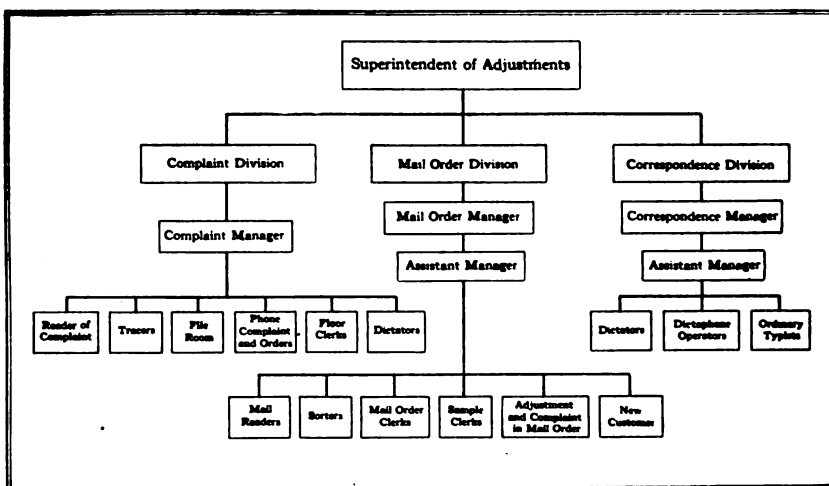 Superintendent of Adjustments
Complaint Division
Mail Order Division
Correspondence Division
Complaint Manager
Mail Order Manager
Correspondence Manager
Assistant Manager
Assistant Manager
Reader of
Complaint
Tracers
File
Room
Phone
Complaint
and Orders
Floor
Clerks
Dictators
Dictators
Dictaphone
Operators
Ordinary
Typists
Mail
Readers
Sorters
Mail Order
Clerks
Sample
Clerks
Adjustment
and Complaint
in Mail Order
New
Customer